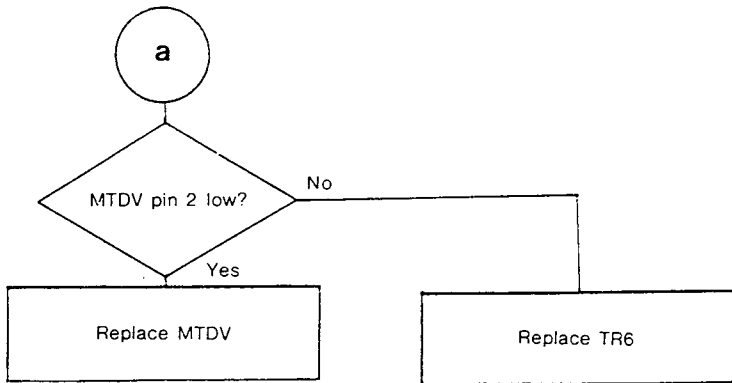 a
MTDV pin 2 low?
No
Yes
Replace MTDV
Replace TR6